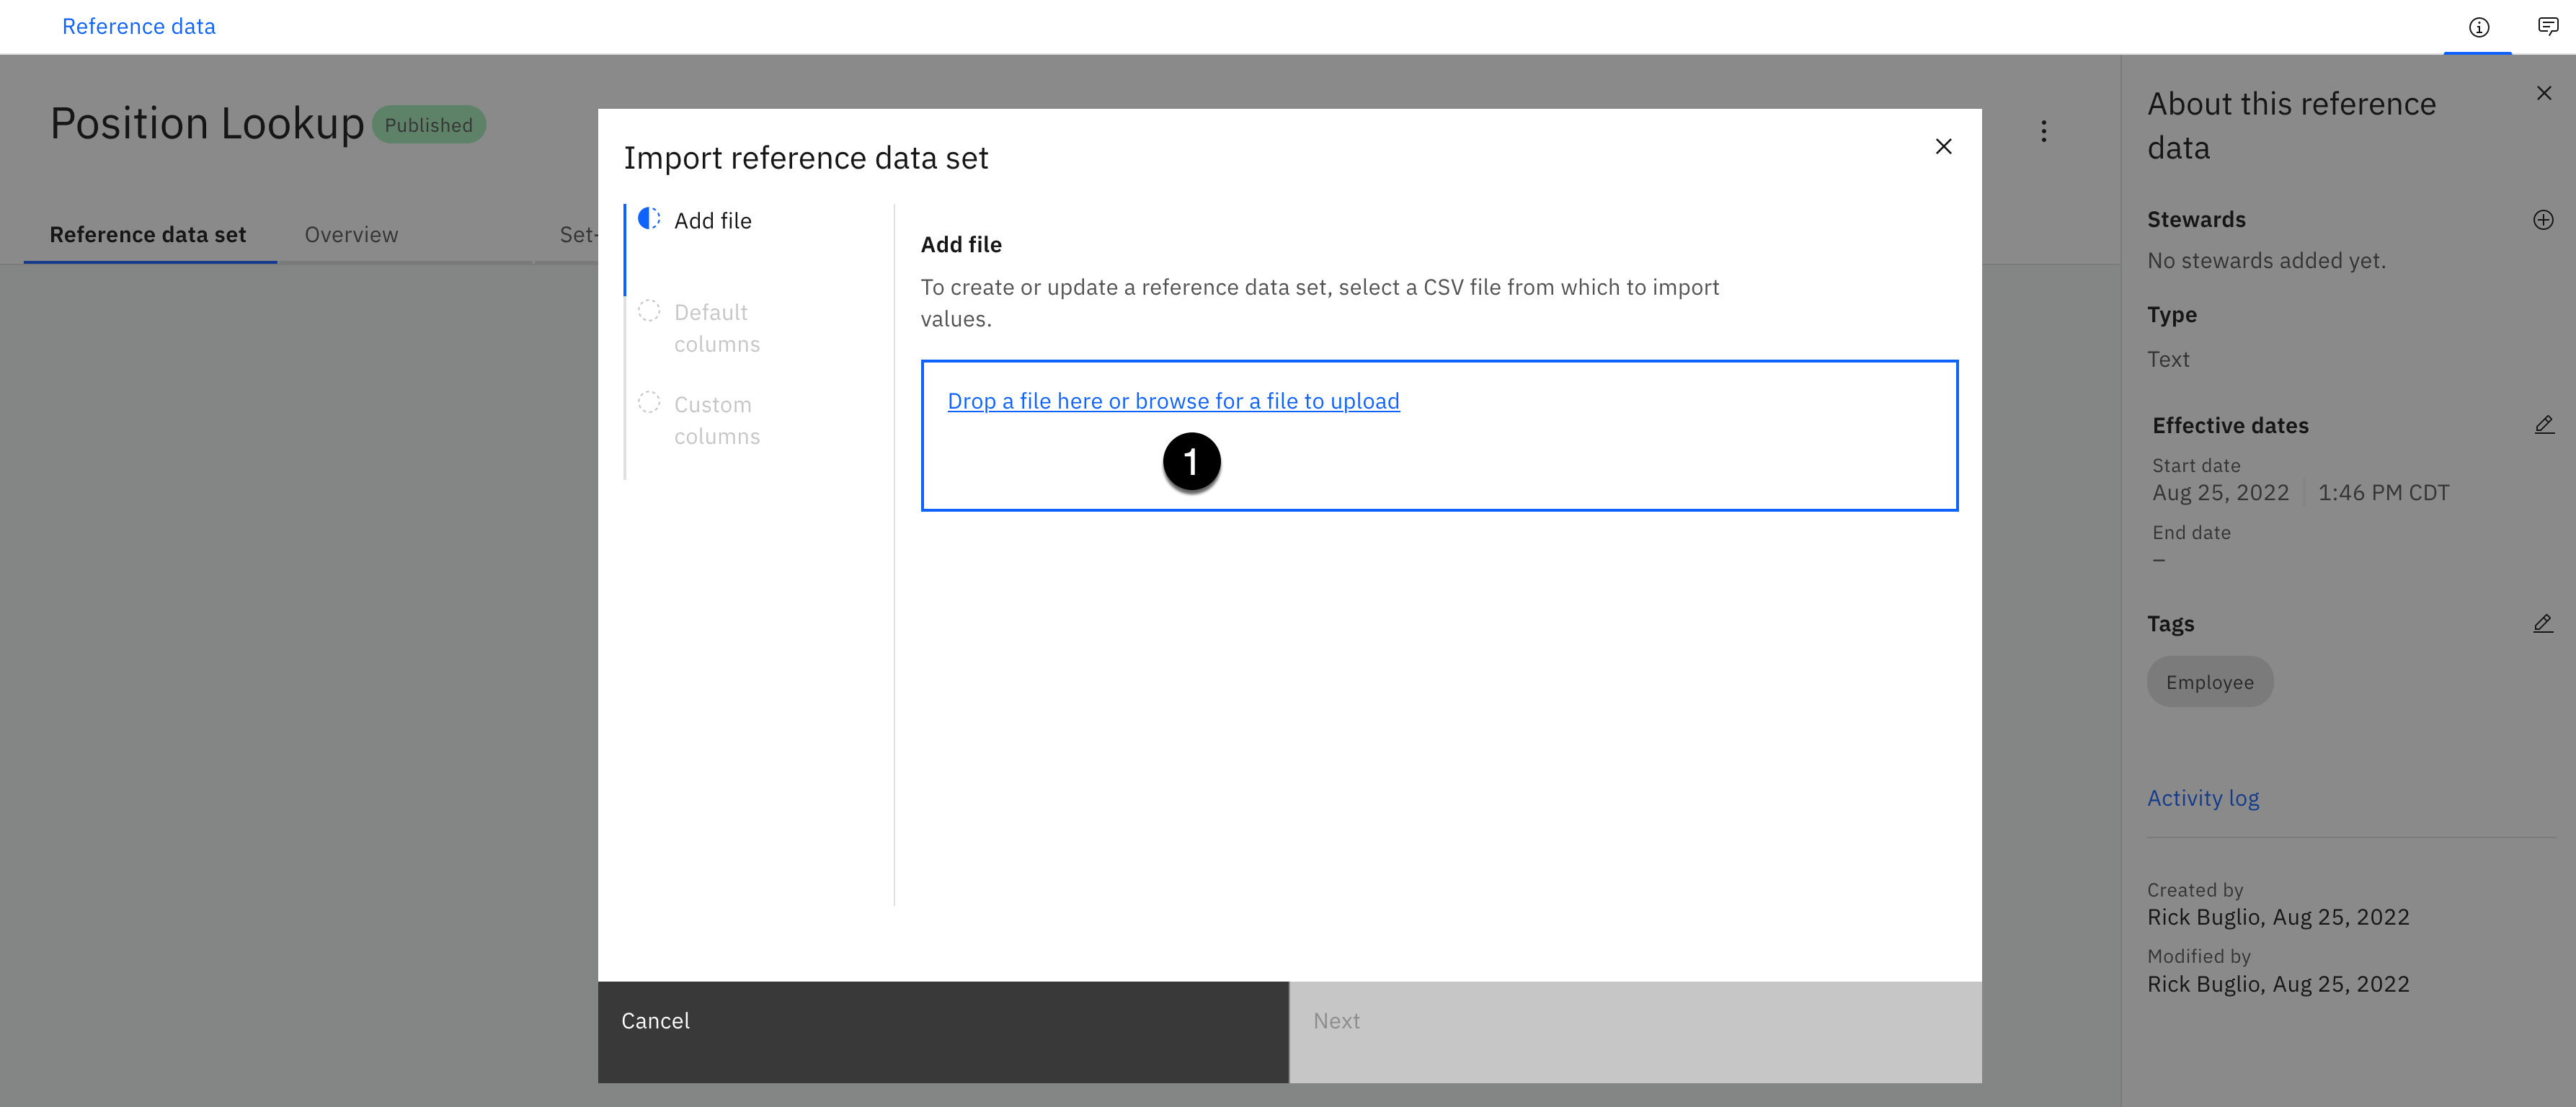 Reference data
Position Lookup Published
Reference data set Overview Set-
Import reference data set
Add file
Default
columns
Custom
columns
Add file
To create or update a reference data set, select a CSV file from which to import
values.
Drop a file here or browse for a file to upload
1
Cancel Next
About this reference
data
Stewards
No stewards added yet.
Type
Text
Effective dates
Start date
Aug 25, 2022 1:46 PM CDT
End date
–
Tags
Employee
Activity log
Created by
Rick Buglio, Aug 25, 2022
Modified by
Rick Buglio, Aug 25, 2022